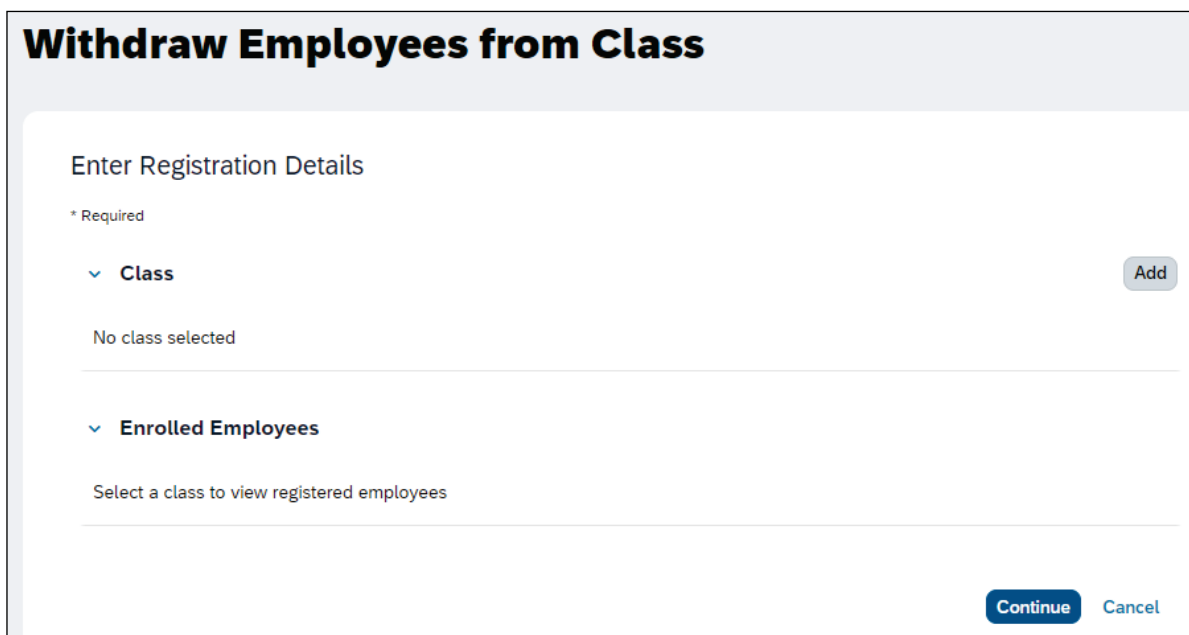 Withdraw Employees from Class
Enter Registration Details
* Required
Class
Add
No class selected
Enrolled Employees
Select a class to view registered employees
Continue Cancel